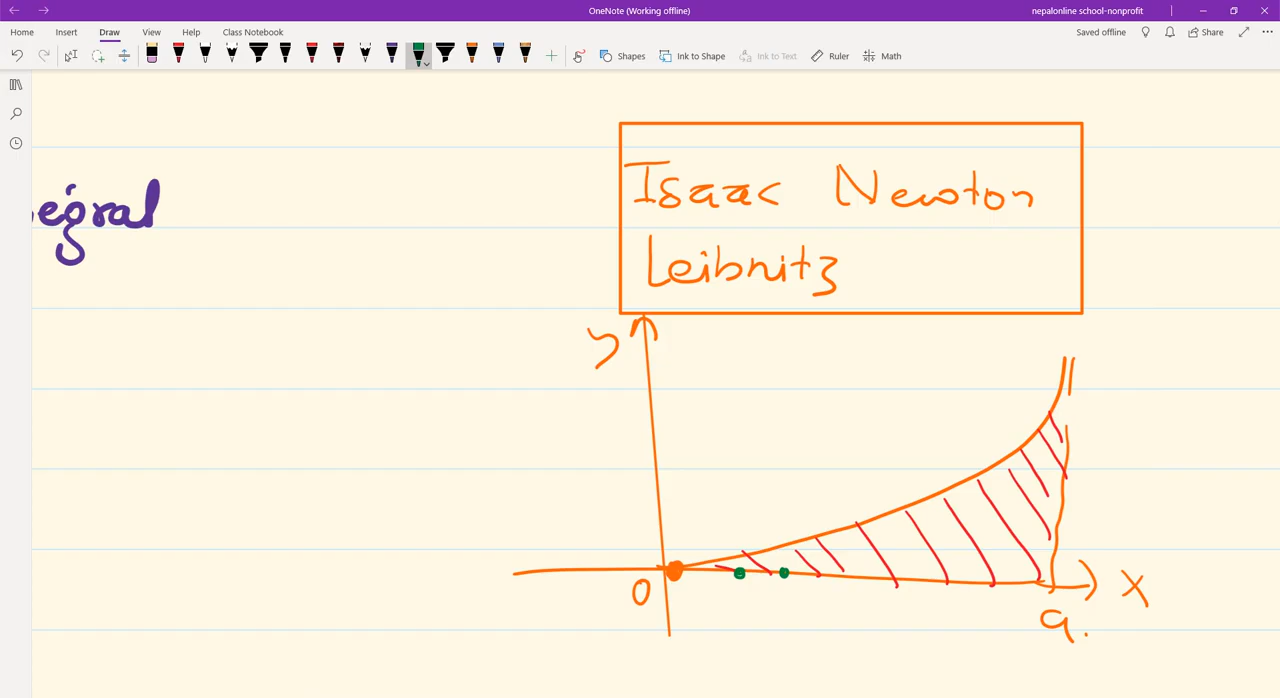 OneNote (Working offline)
nepalonline school-nonprofit
Home Insert Draw View Help Class Notebook
Saved offline Share
Shapes Ink to Shape Ink to Text Ruler Math
egral
Isaac Newton
Leibnitz
y
0
a.
X